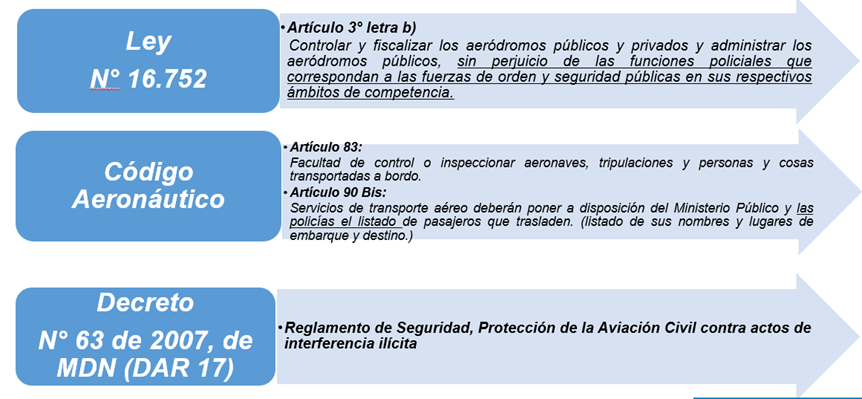 Ley
N° 16.752
•Artículo 3° letra b)
Controlar y fiscalizar los aeródromos públicos y privados y administrar los
aeródromos públicos, sin perjuicio de las funciones policiales que
correspondan a las fuerzas de orden y seguridad públicas en sus respectivos
ámbitos de competencia.
Código
Aeronáutico
•Artículo 83:
Facultad de control o inspeccionar aeronaves, tripulaciones y personas y cosas
transportadas a bordo.
•Artículo 90 Bis:
Servicios de transporte aéreo deberán poner a disposición del Ministerio Público y las
policías el listado de pasajeros que trasladen. (listado de sus nombres y lugares de
embarque y destino.)
Decreto
N° 63 de 2007, de
MDN (DAR 17)
•Reglamento de Seguridad, Protección de la Aviación Civil contra actos de
interferencia ilícita